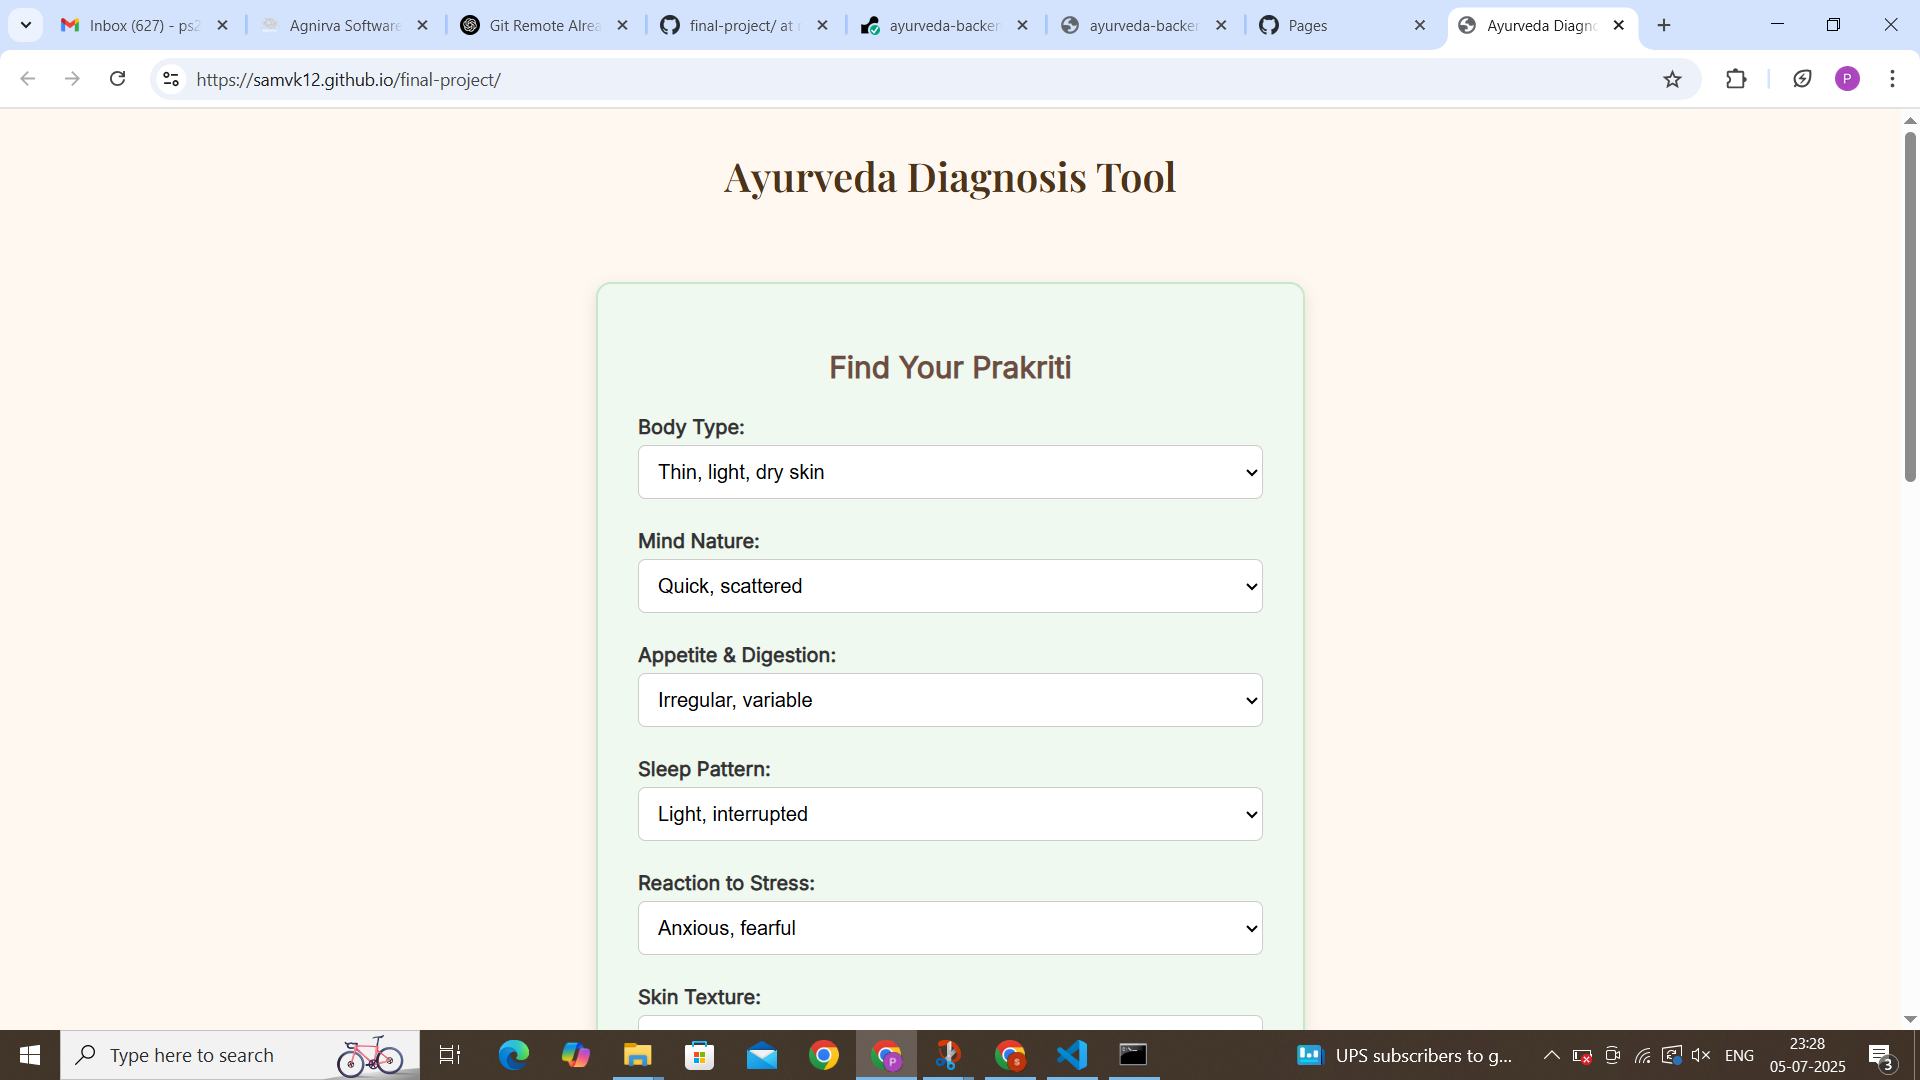 Inbox (627) - ps2
Agnirva Software
Git Remote Alrea
final-project/ at
ayurveda-backen
ayurveda-backer
Pages
Ayurveda Diagno
https://samvk12.github.io/final-project/
P
Ayurveda Diagnosis Tool
Find Your Prakriti
Body Type:
Thin, light, dry skin
Mind Nature:
Quick, scattered
Appetite & Digestion:
Irregular, variable
Sleep Pattern:
Light, interrupted
Reaction to Stress:
Anxious, fearful
Skin Texture:
Type here to search
UPS subscribers to g...
ENG
23:28
05-07-2025
3